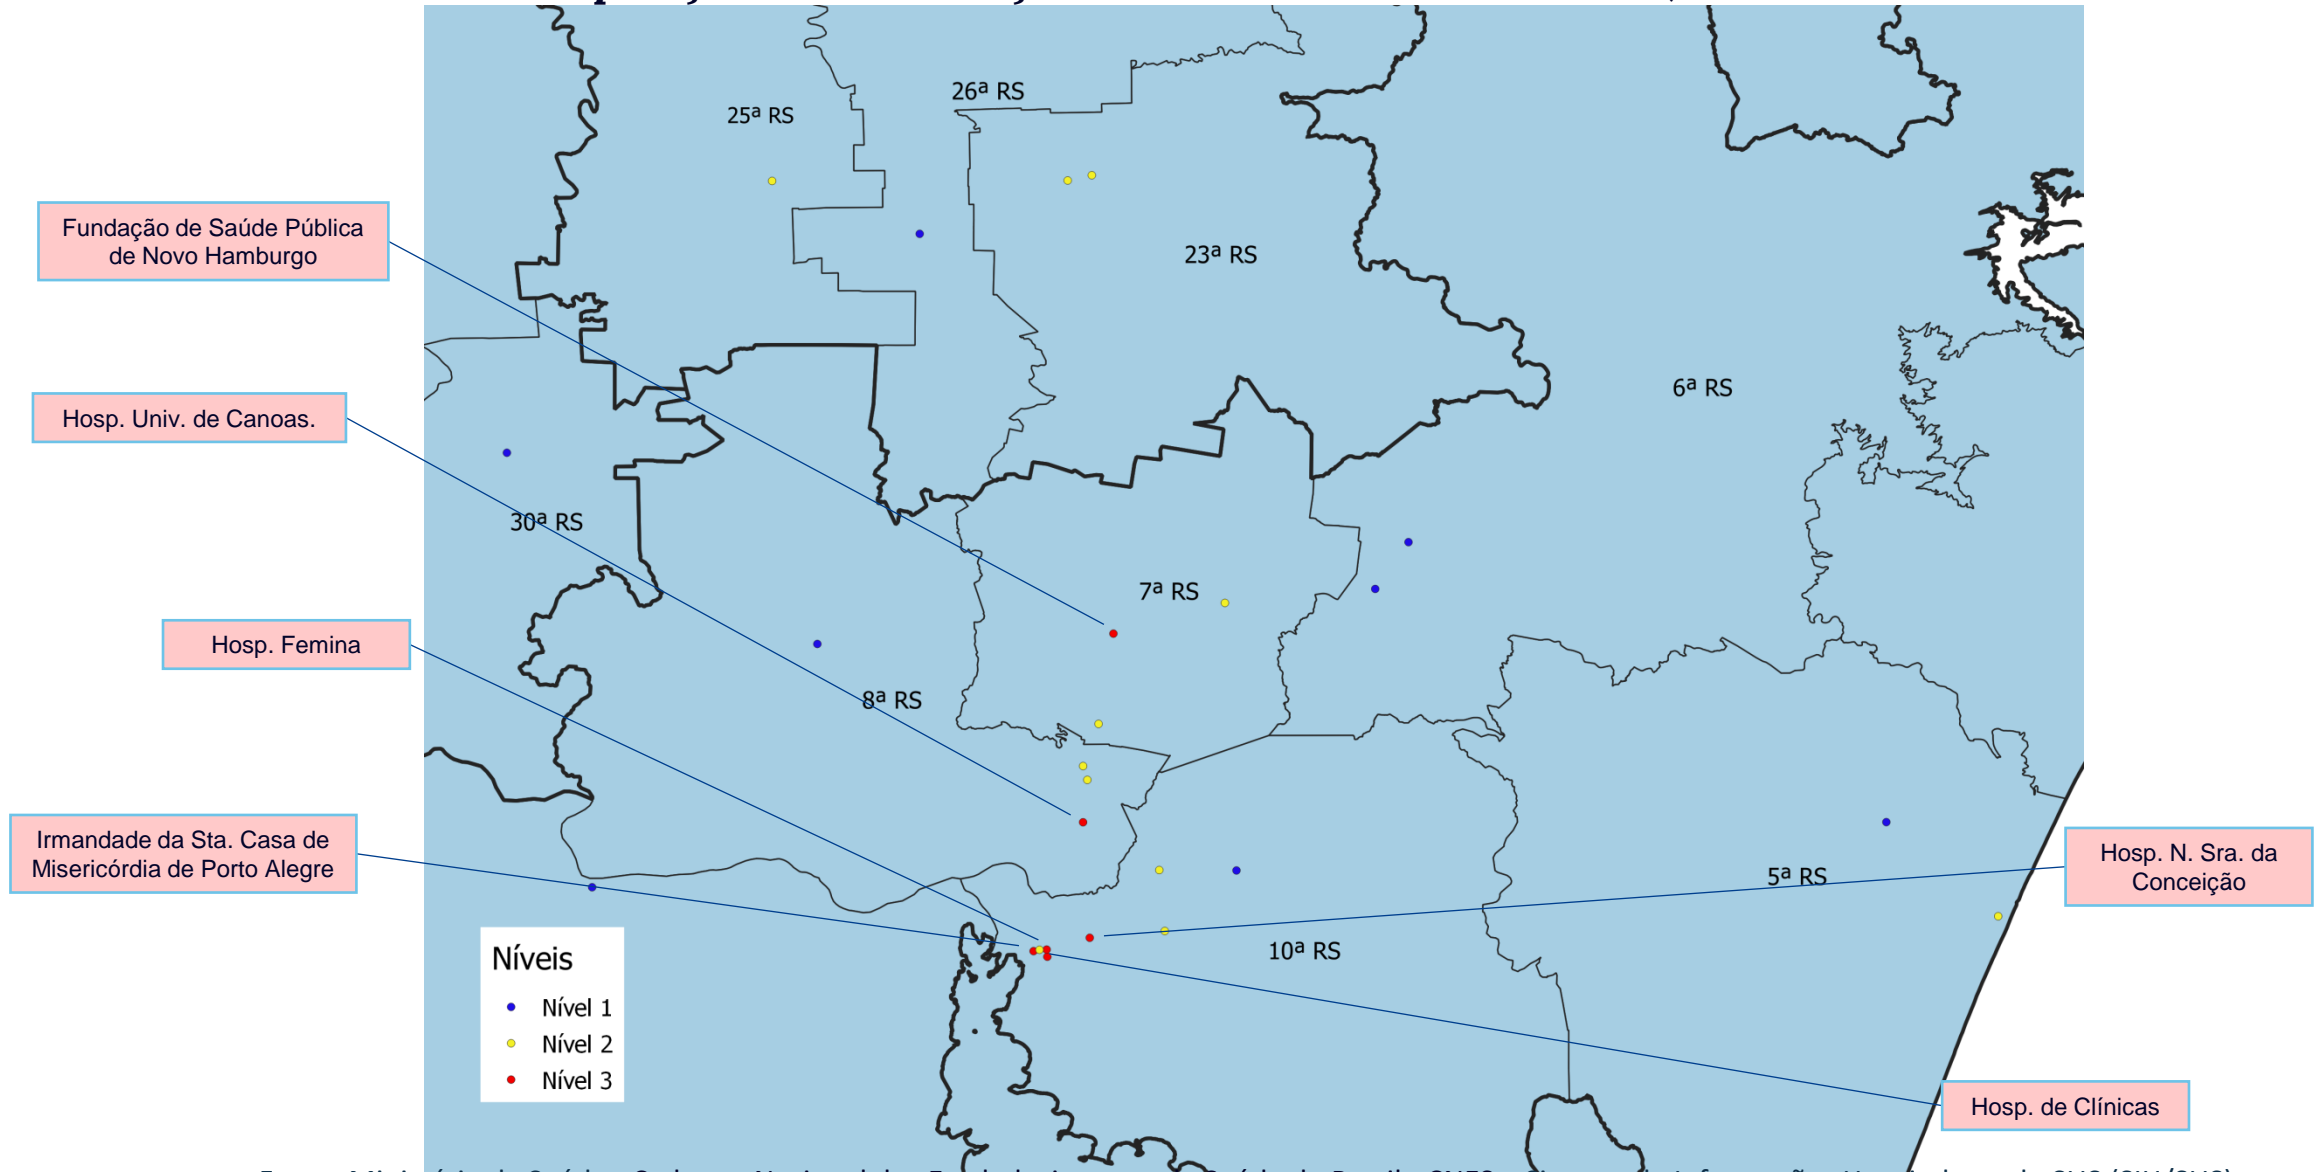 26ª RS
25ª RS
Fundação de Saúde Pública
de Novo Hamburgo
23ª RS
6ª RS
Hosp. Univ. de Canoas.
30ª RS
7ª RS
Hosp. Femina
8ª RS
Irmandade da Sta. Casa de
Misericórdia de Porto Alegre
Hosp. N. Sra. da
Conceição
5ª RS
10ª RS
Níveis
Nível 1
Nível 2
Nível 3
Hosp. de Clínicas